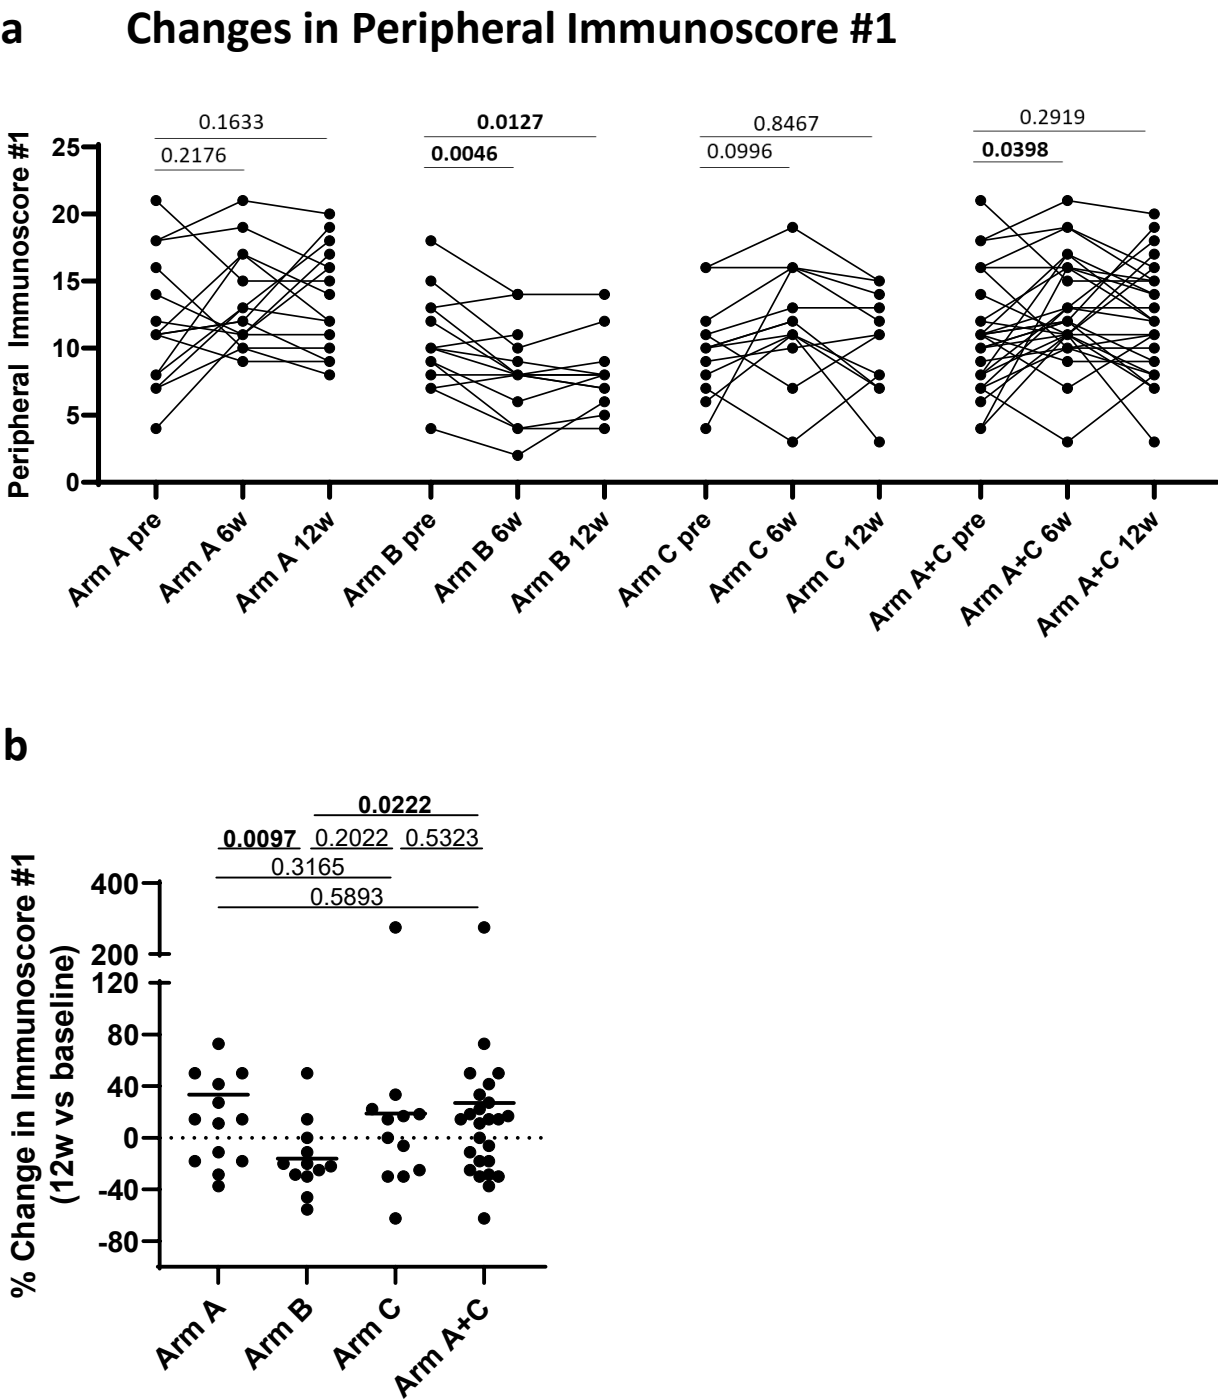 a
Changes in Peripheral Immunoscore #1
Peripheral Immunoscore #1
25
20
15
10
5
0
0.1633
0.2176
0.0127
0.0046
0.8467
0.0996
0.2919
0.0398
Arm A pre
Arm A 6w
Arm A 12w
Arm B pre
Arm B 6w
Arm B 12w
Arm C pre
Arm C 6w
Arm C 12w
Arm A+C pre
Arm A+C 6w
Arm A+C 12w
b
% Change in Immunoscore #1
(12w vs baseline)
0.0222
0.0097 0.2022 0.5323
0.3165
0.5893
400
200
120
80
40
0
-40
-80
Arm A
Arm B
Arm C
Arm A+C